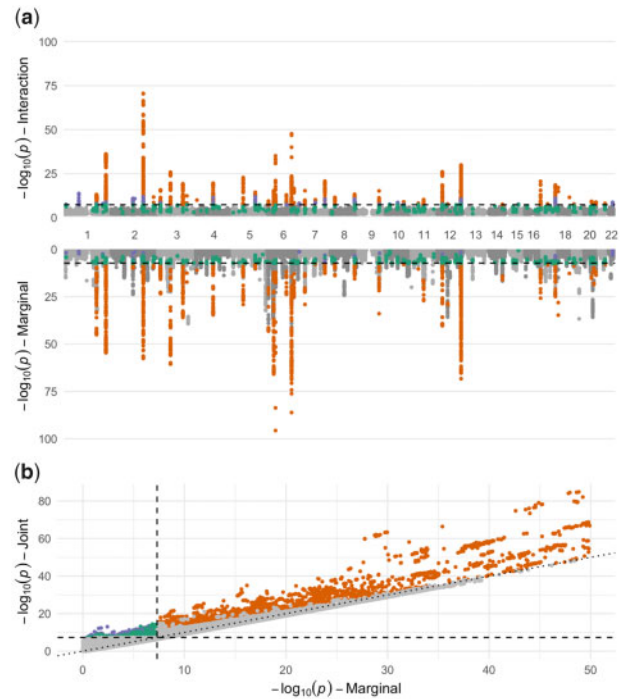 (a)
100
75
50
25
0
−log10(p) − Interaction
1 2 3 4 5 6 7 8 9 10 11 12 13 14 15 16 18 20 22
0
25
50
75
100
−log10(p) − Marginal
(b)
80
60
40
20
0
−log10(p) − Joint
0 10 20 30 40 50
−log10(p) − Marginal